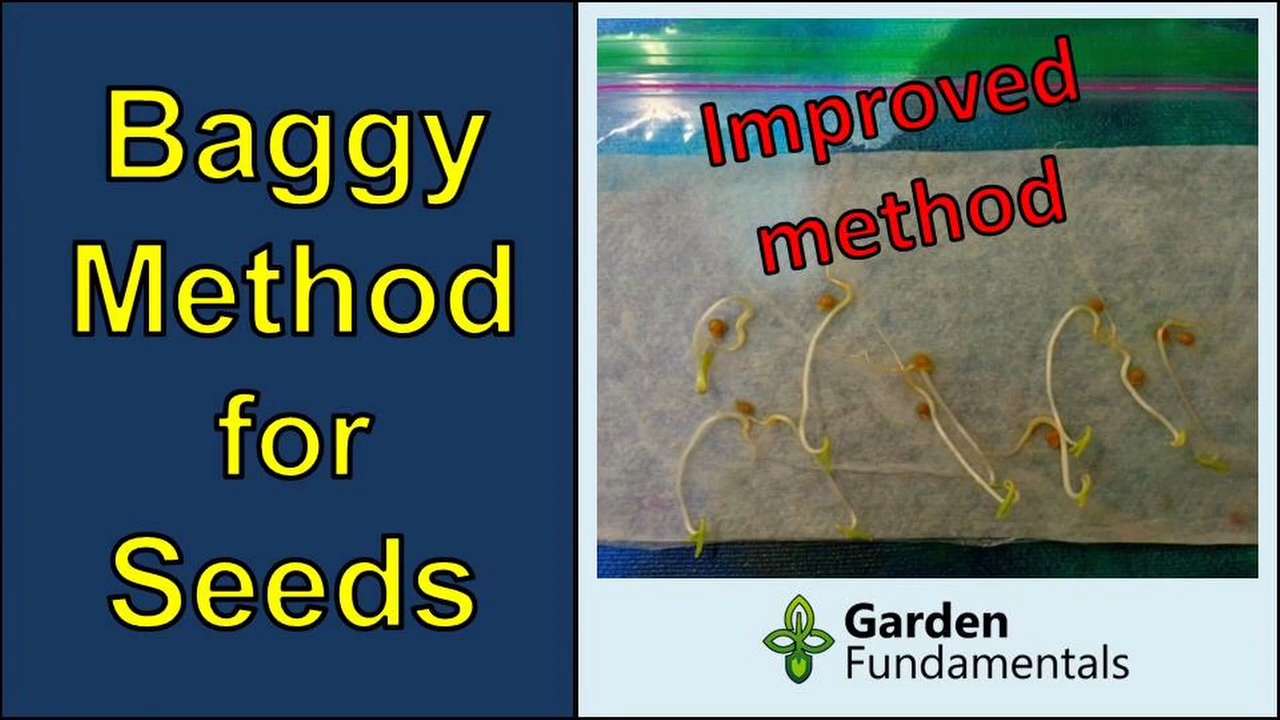 Baggy
Method
for
Seeds
Improved
method
Garden
Fundamentals